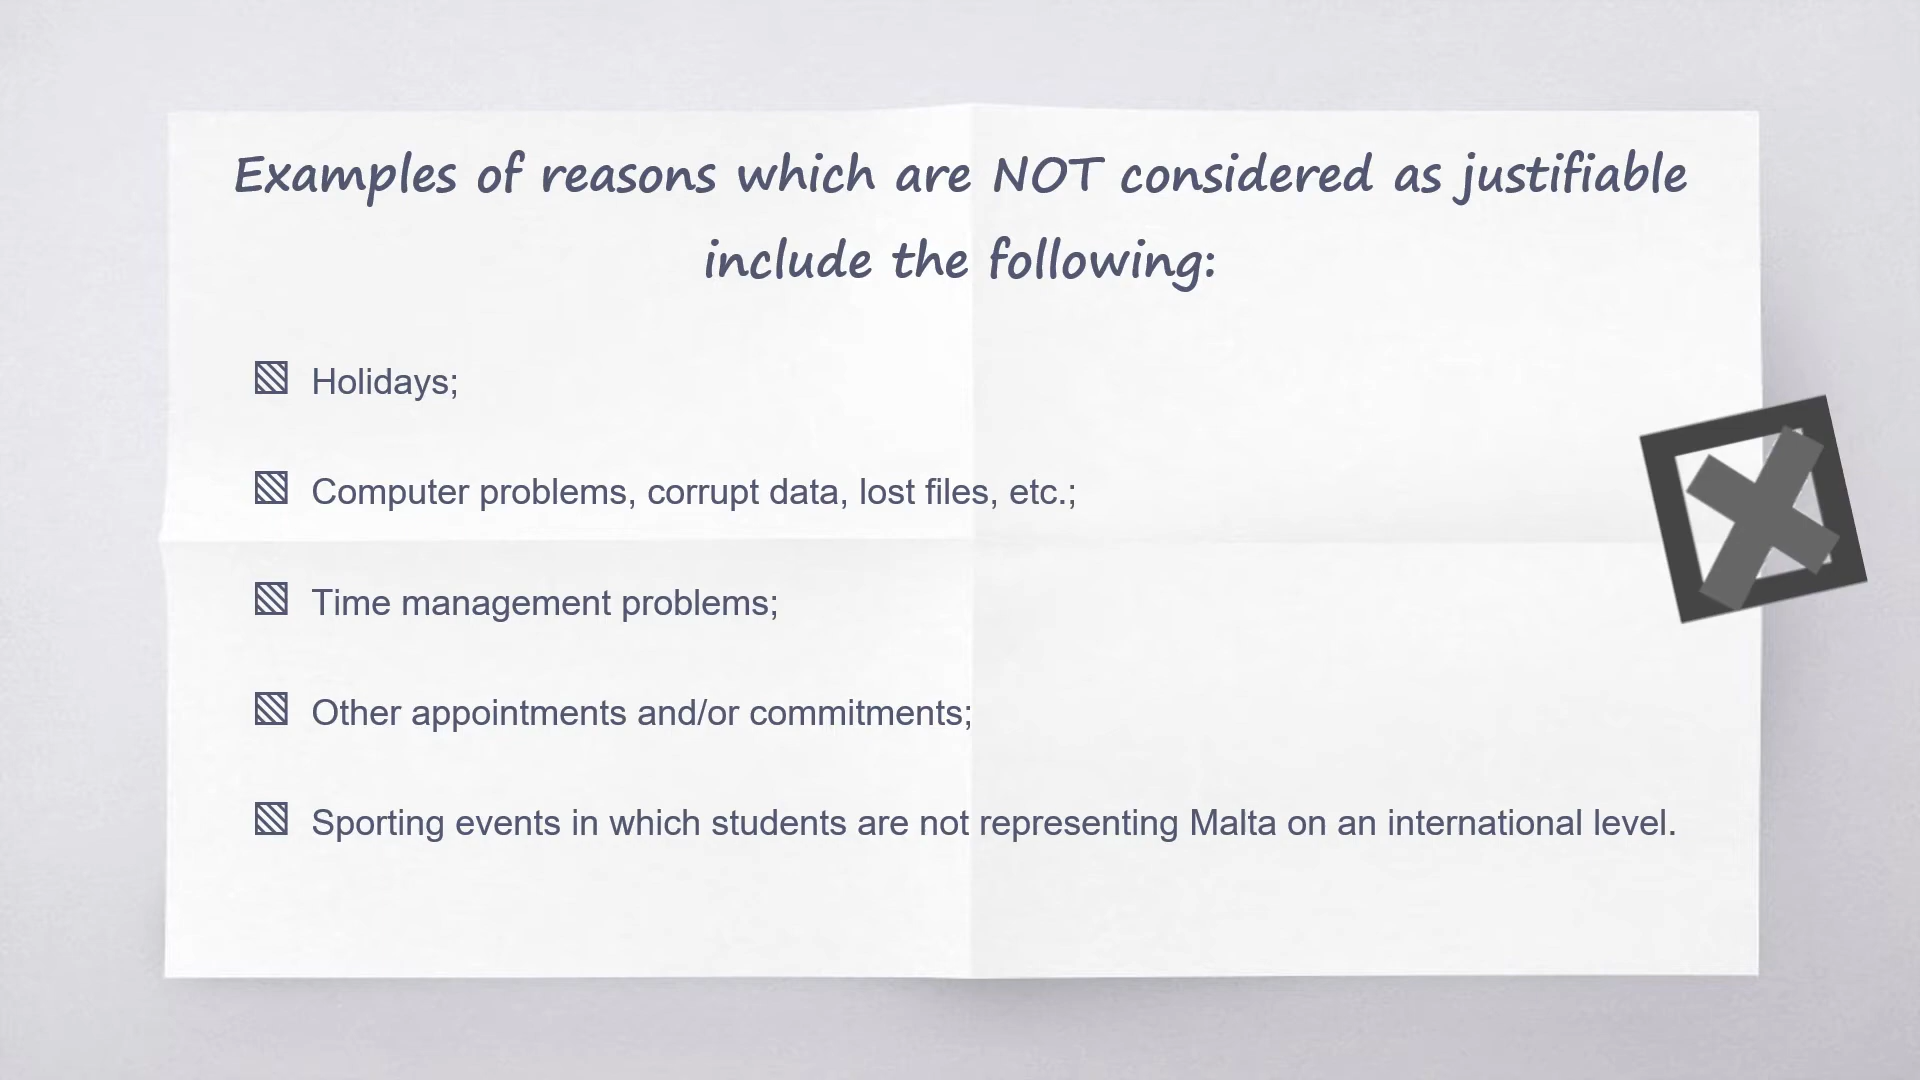 Examples of reasons which are NOT considered as justifiable
include the following:
Holidays;
Computer problems, corrupt data, lost files, etc.;
Time management problems;
Other appointments and/or commitments;
Sporting events in which students are not representing Malta on an international level.